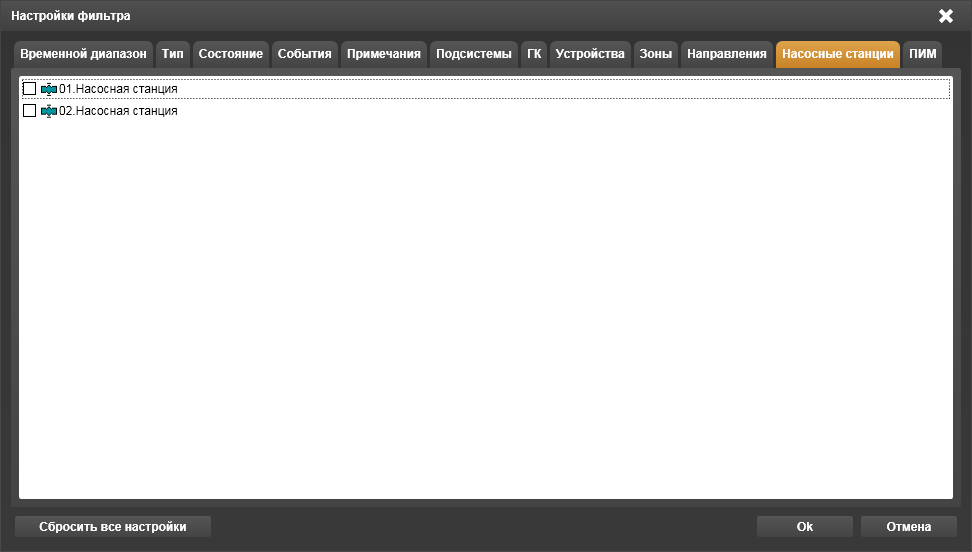 Настройки фильтра
Временной диапазон Тип Состояние События Примечания Подсистемы ГК Устройства Зоны Направления Насосные станции ПИМ
01.Насосная станция
02.Насосная станция
Сбросить все настройки Ok Отмена